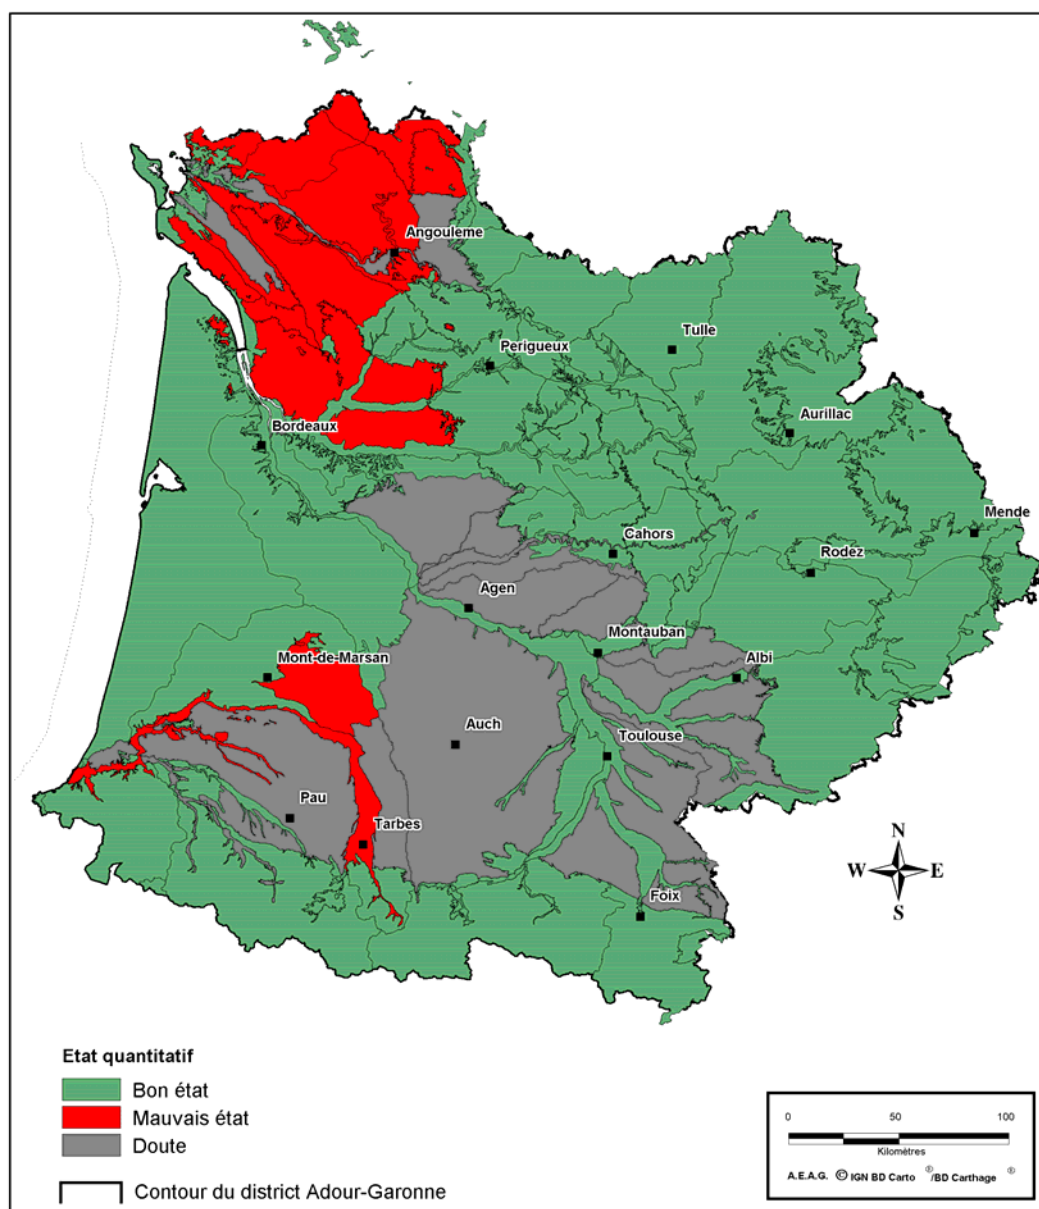 Angouleme
Tulle
Perigueux
Aurillac
Bordeaux
Mende
Cahors
Rodez
Agen
Montauban
Mont-de-Marsan
Albi
Auch
Toulouse
Pau
Tarbes
Foix
N
W
E
S
Etat quantitatif
Bon état
Mauvais état
Doute
Contour du district Adour-Garonne
0 50 100
Kilomètres
A.E.A.G. © IGN BD Carto ® /BD Carthage ®